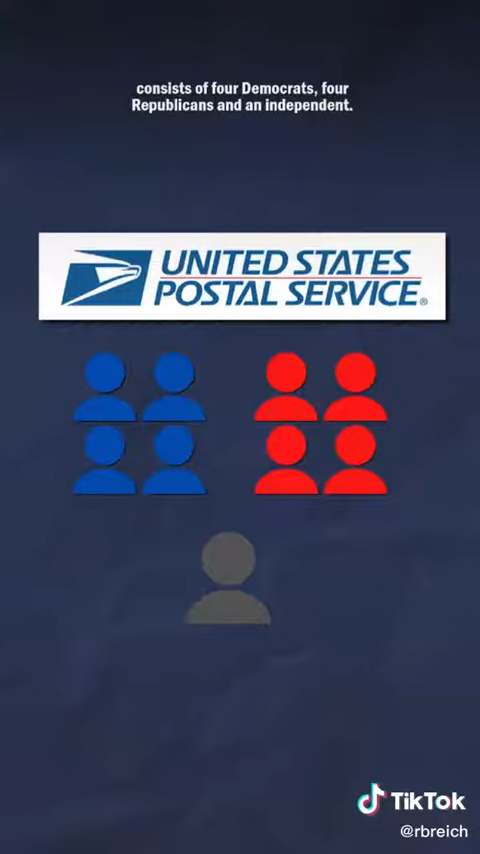 consists of four Democrats, four
Republicans and an independent.
UNITED STATES
POSTAL SERVICE®
TikTok
@rbreich